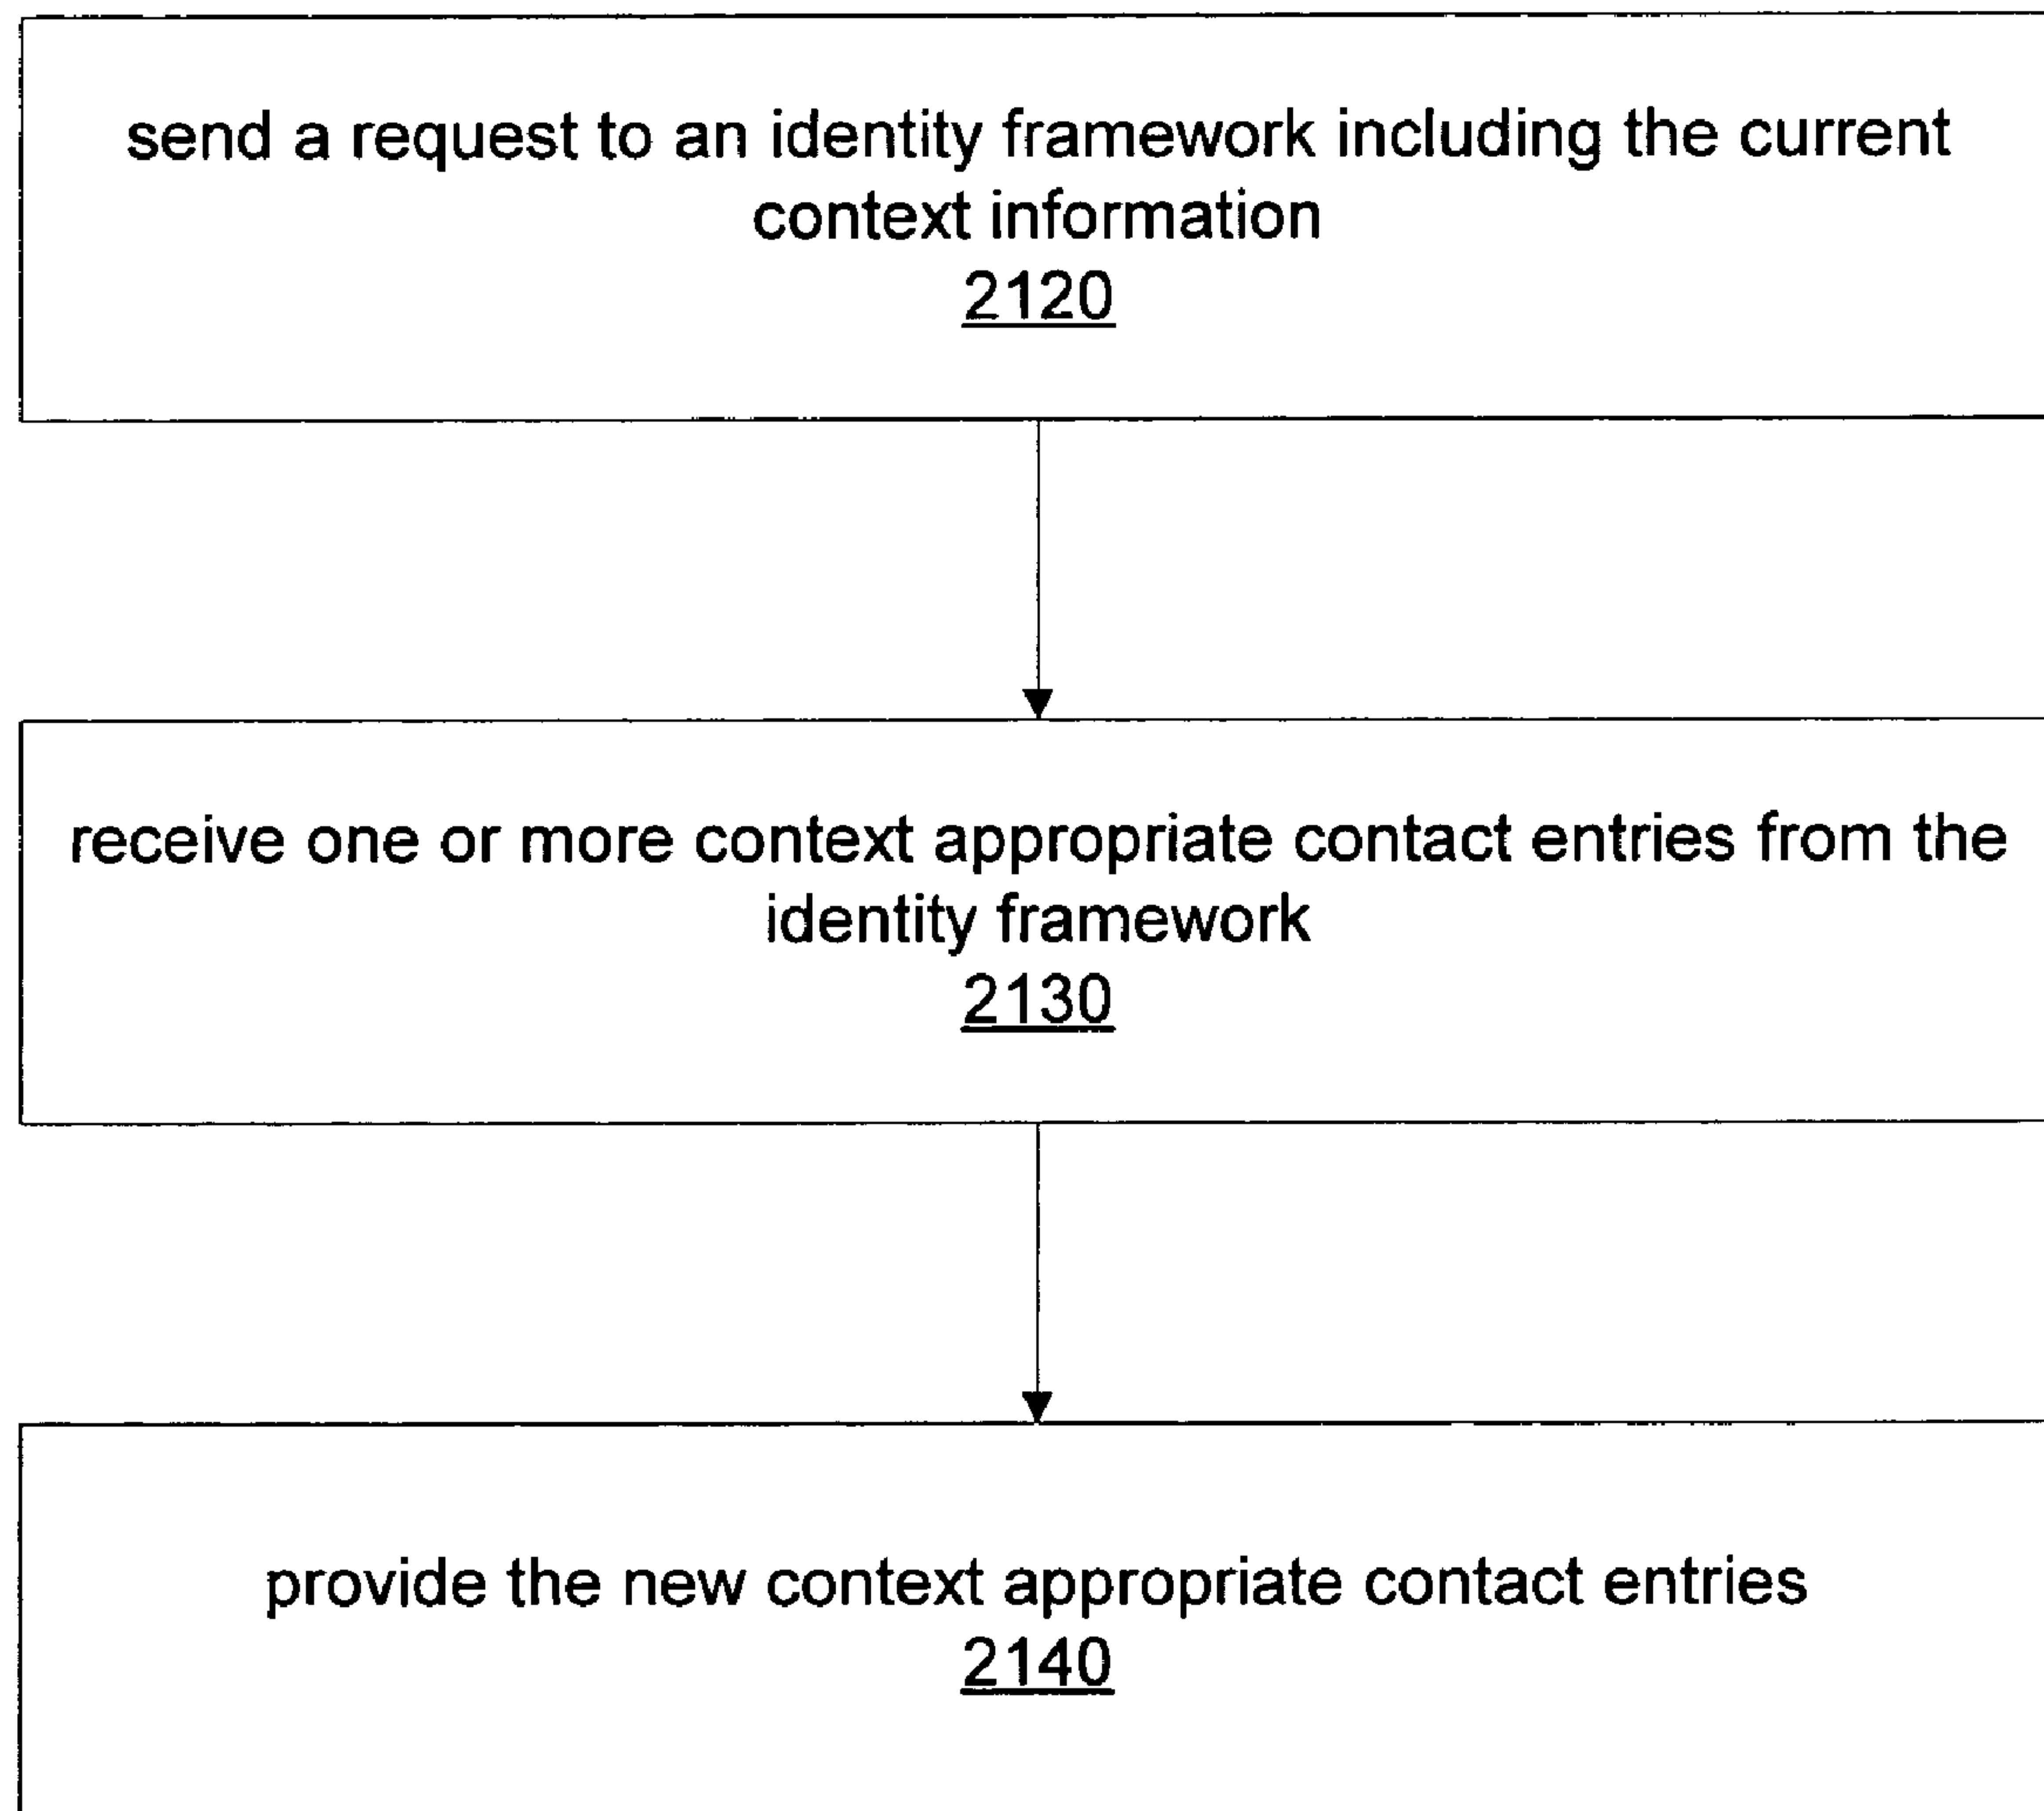 send a request to an identity framework including the current
context information
2120
receive one or more context appropriate contact entries from the
identity framework
2130
provide the new context appropriate contact entries
2140